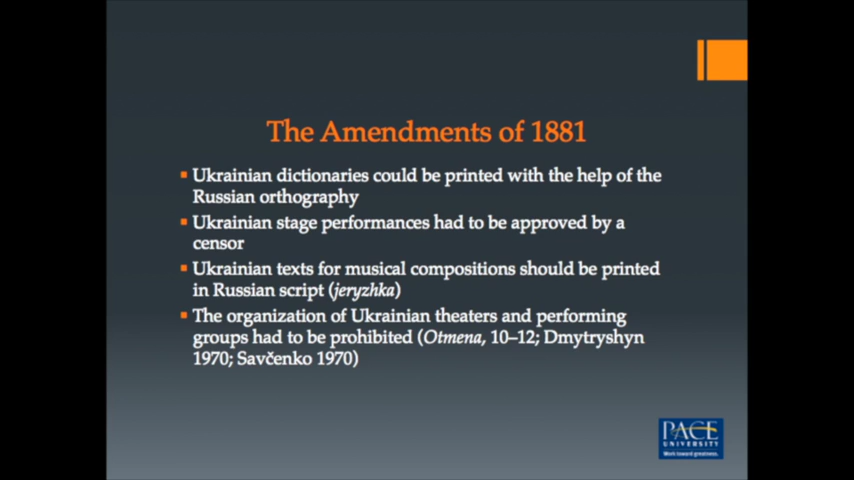 The Amendments of 1881
▪ Ukrainian dictionaries could be printed with the help of the
Russian orthography
▪ Ukrainian stage performances had to be approved by a
censor
▪ Ukrainian texts for musical compositions should be printed
in Russian script (jeryzhka)
▪ The organization of Ukrainian theaters and performing
groups had to be prohibited (Otmena, 10–12; Dmytryshyn
1970; Savčenko 1970)
PACE
UNIVERSITY
Work toward greatness.